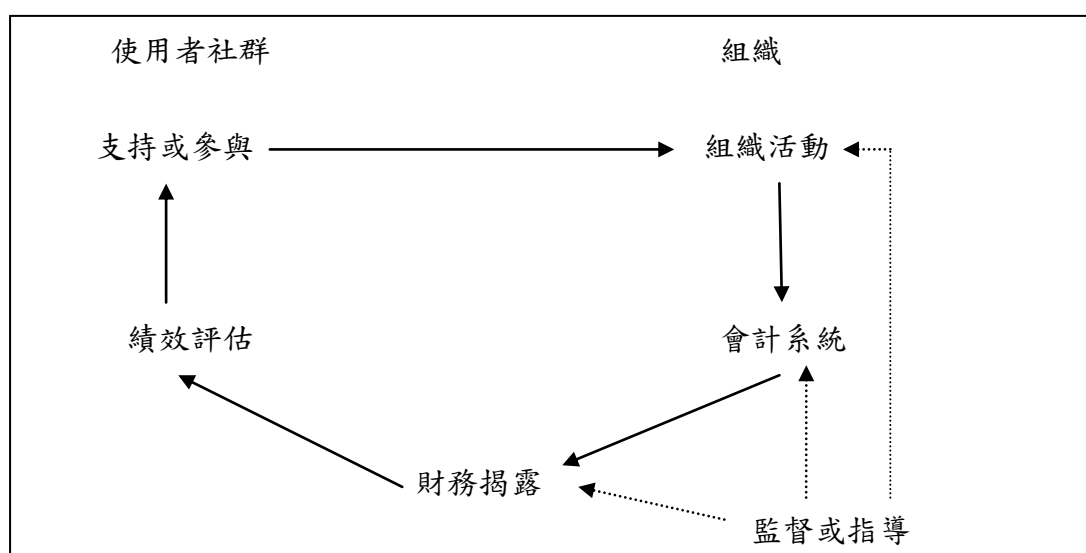 使用者社群 組織
支持或參與 組織活動
績效評估 會計系統
財務揭露
監督或指導